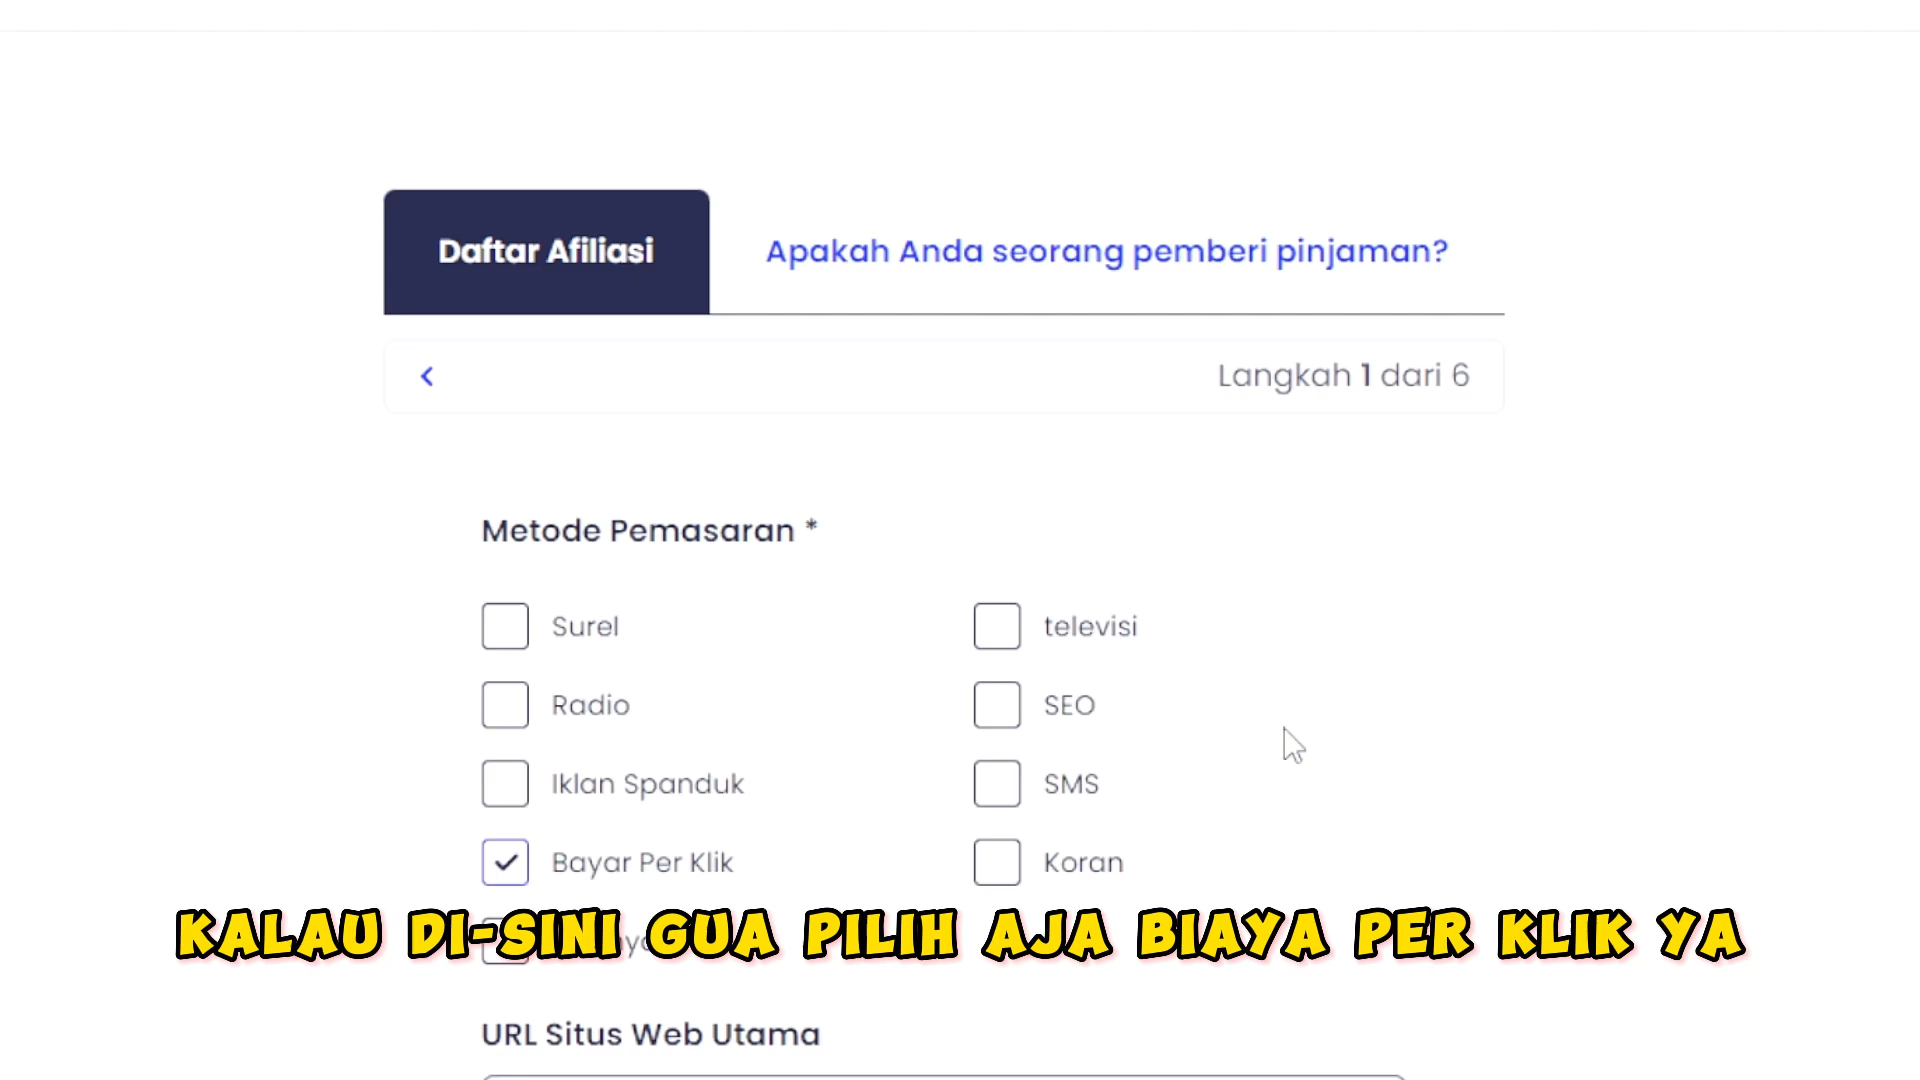 Daftar Afiliasi
Apakah Anda seorang pemberi pinjaman?
Langkah 1 dari 6
Metode Pemasaran *
Surel
televisi
Radio
SEO
Iklan Spanduk
SMS
Bayar Per Klik
Koran
KALAU DI-SINI GUA PILIH AJA BIAYA PER KLIK YA
URL Situs Web Utama